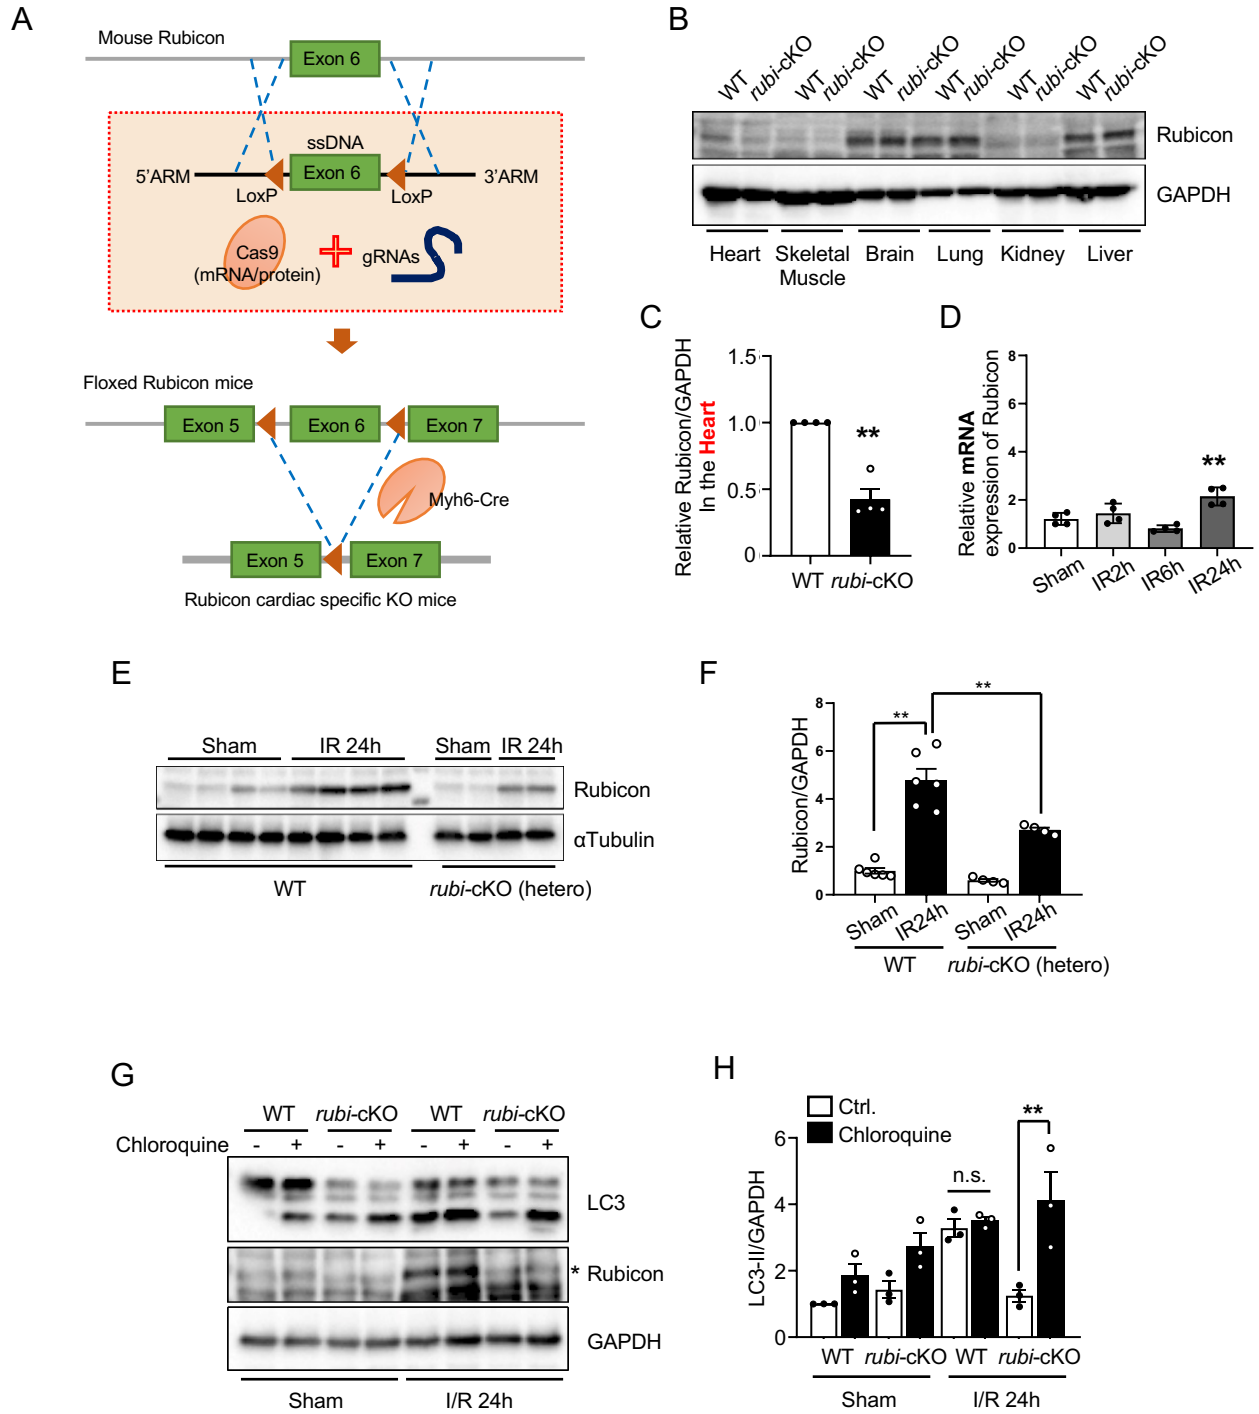 A
Mouse Rubicon
Exon 6
ssDNA
5'ARM
Exon 6
3'ARM
LoxP
LoxP
Cas9
(mRNA/protein)
gRNAs
Floxed Rubicon mice
Exon 5
Exon 6
Exon 7
Myh6-Cre
Exon 5
Exon 7
Rubicon cardiac specific KO mice
B
WT rubi-cKO WT rubi-cKO WT rubi-cKO WT rubi-cKO WT rubi-cKO WT rubi-cKO
Rubicon
GAPDH
Heart Skeletal Muscle Brain Lung Kidney Liver
C
Relative Rubicon/GAPDH
In the Heart
1.5
1.0
0.5
0
**
WT rubi-cKO
D
Relative mRNA
expression of Rubicon
8
6
4
2
0
**
Sham IR2h IR6h IR24h
E
Sham IR 24h Sham IR 24h
Rubicon
αTubulin
WT rubi-cKO (hetero)
F
Rubicon/GAPDH
8
6
4
2
0
**
**
Sham IR24h Sham IR24h
WT rubi-cKO (hetero)
G
WT rubi-cKO WT rubi-cKO
Chloroquine - + - + - + - +
LC3
* Rubicon
GAPDH
Sham I/R 24h
H
Ctrl.
Chloroquine
LC3-II/GAPDH
6
4
2
0
n.s.
**
WT rubi-cKO WT rubi-cKO
Sham I/R 24h